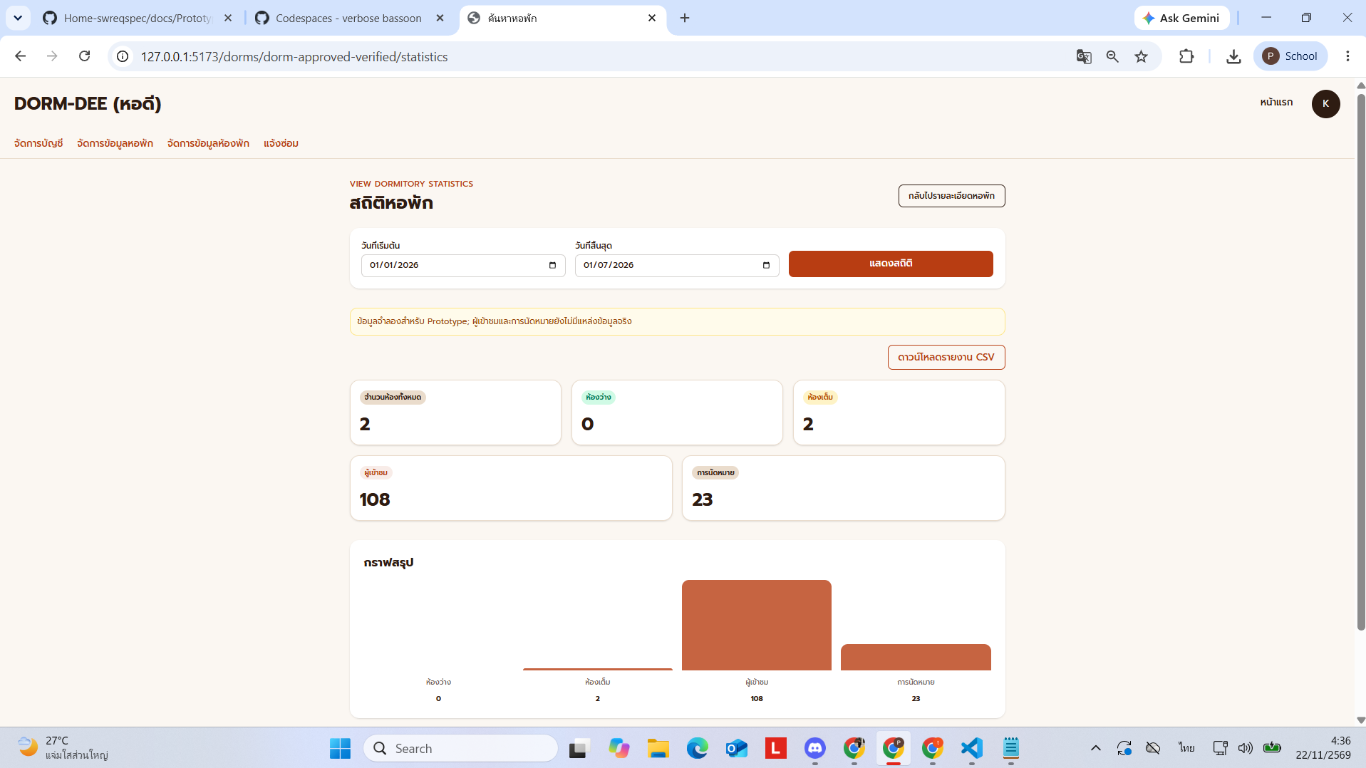 Home-swreqspec/docs/Prototy
Codespaces - verbose bassoon
ค้นหาหอพัก
Ask Gemini
127.0.0.1:5173/dorms/dorm-approved-verified/statistics
P School
DORM-DEE (หอดี)
หน้าแรก
K
จัดการบัญชี จัดการข้อมูลหอพัก จัดการข้อมูลห้องพัก แจ้งซ่อม
VIEW DORMITORY STATISTICS
สถิติหอพัก
กลับไปรายละเอียดหอพัก
วันที่เริ่มต้น วันที่สิ้นสุด
01/01/2026 01/07/2026 แสดงสถิติ
ข้อมูลจำลองสำหรับ Prototype; ผู้เข้าชมและการนัดหมายยังไม่มีแหล่งข้อมูลจริง
ดาวน์โหลดรายงาน CSV
จำนวนห้องทั้งหมด ห้องว่าง ห้องเต็ม
2 0 2
ผู้เข้าชม การนัดหมาย
108 23
กราฟสรุป
ห้องว่าง ห้องเต็ม ผู้เข้าชม การนัดหมาย
0 2 108 23
27°C
แจ่มใสส่วนใหญ่
Search
L
P
ไทย
4:36
22/11/2569